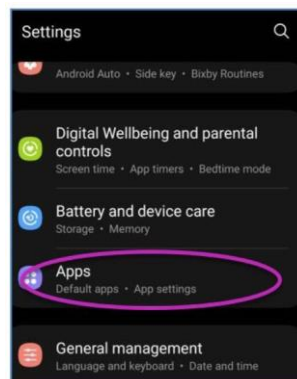 Settings
Android Auto • Side key • Bixby Routines
Digital Wellbeing and parental
controls
Screen time • App timers • Bedtime mode
Battery and device care
Storage • Memory
Apps
Default apps • App settings
General management
Language and keyboard • Date and time